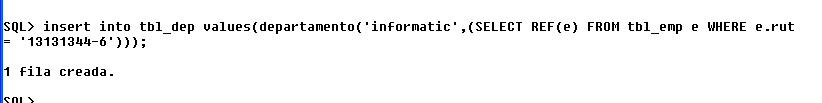 SQL> insert into tbl_dep values(departamento('informatic',(SELECT REF(e) FROM tbl_emp e WHERE e.rut
= '13131344-6')));
1 fila creada.
SQL>